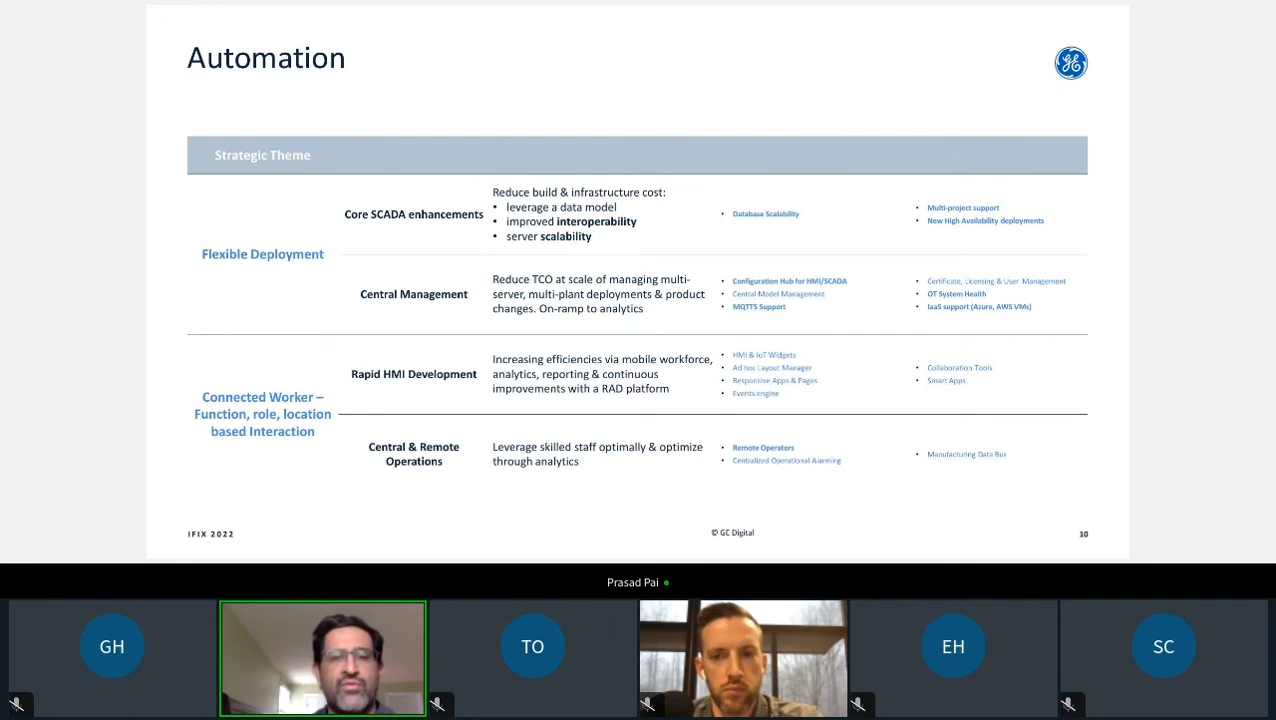 Automation
Strategic Theme
Flexible Deployment
Core SCADA enhancements
Reduce build & infrastructure cost:
• leverage a data model
• improved interoperability
• server scalability
• Database Scalability
• Multi-project support
• New High Availability deployments
Central Management
Reduce TCO at scale of managing multi-
server, multi-plant deployments & product
changes. On-ramp to analytics
• Configuration Hub for HMI/SCADA
• Central Model Management
• MQTT5 Support
• Certificate, Licensing & User Management
• OT System Health
• IaaS support (Azure, AWS VMs)
Connected Worker –
Function, role, location
based Interaction
Rapid HMI Development
Increasing efficiencies via mobile workforce,
analytics, reporting & continuous
improvements with a RAD platform
• HMI & IoT Widgets
• Ad hoc Layout Manager
• Responsive Apps & Pages
• Events engine
• Collaboration Tools
• Smart Apps
Central & Remote
Operations
Leverage skilled staff optimally & optimize
through analytics
• Remote Operators
• Centralized Operational Alarming
• Manufacturing Data Bus
IFIX 2022
© GE Digital
10
Prasad Pai
GH
TO
EH
SC